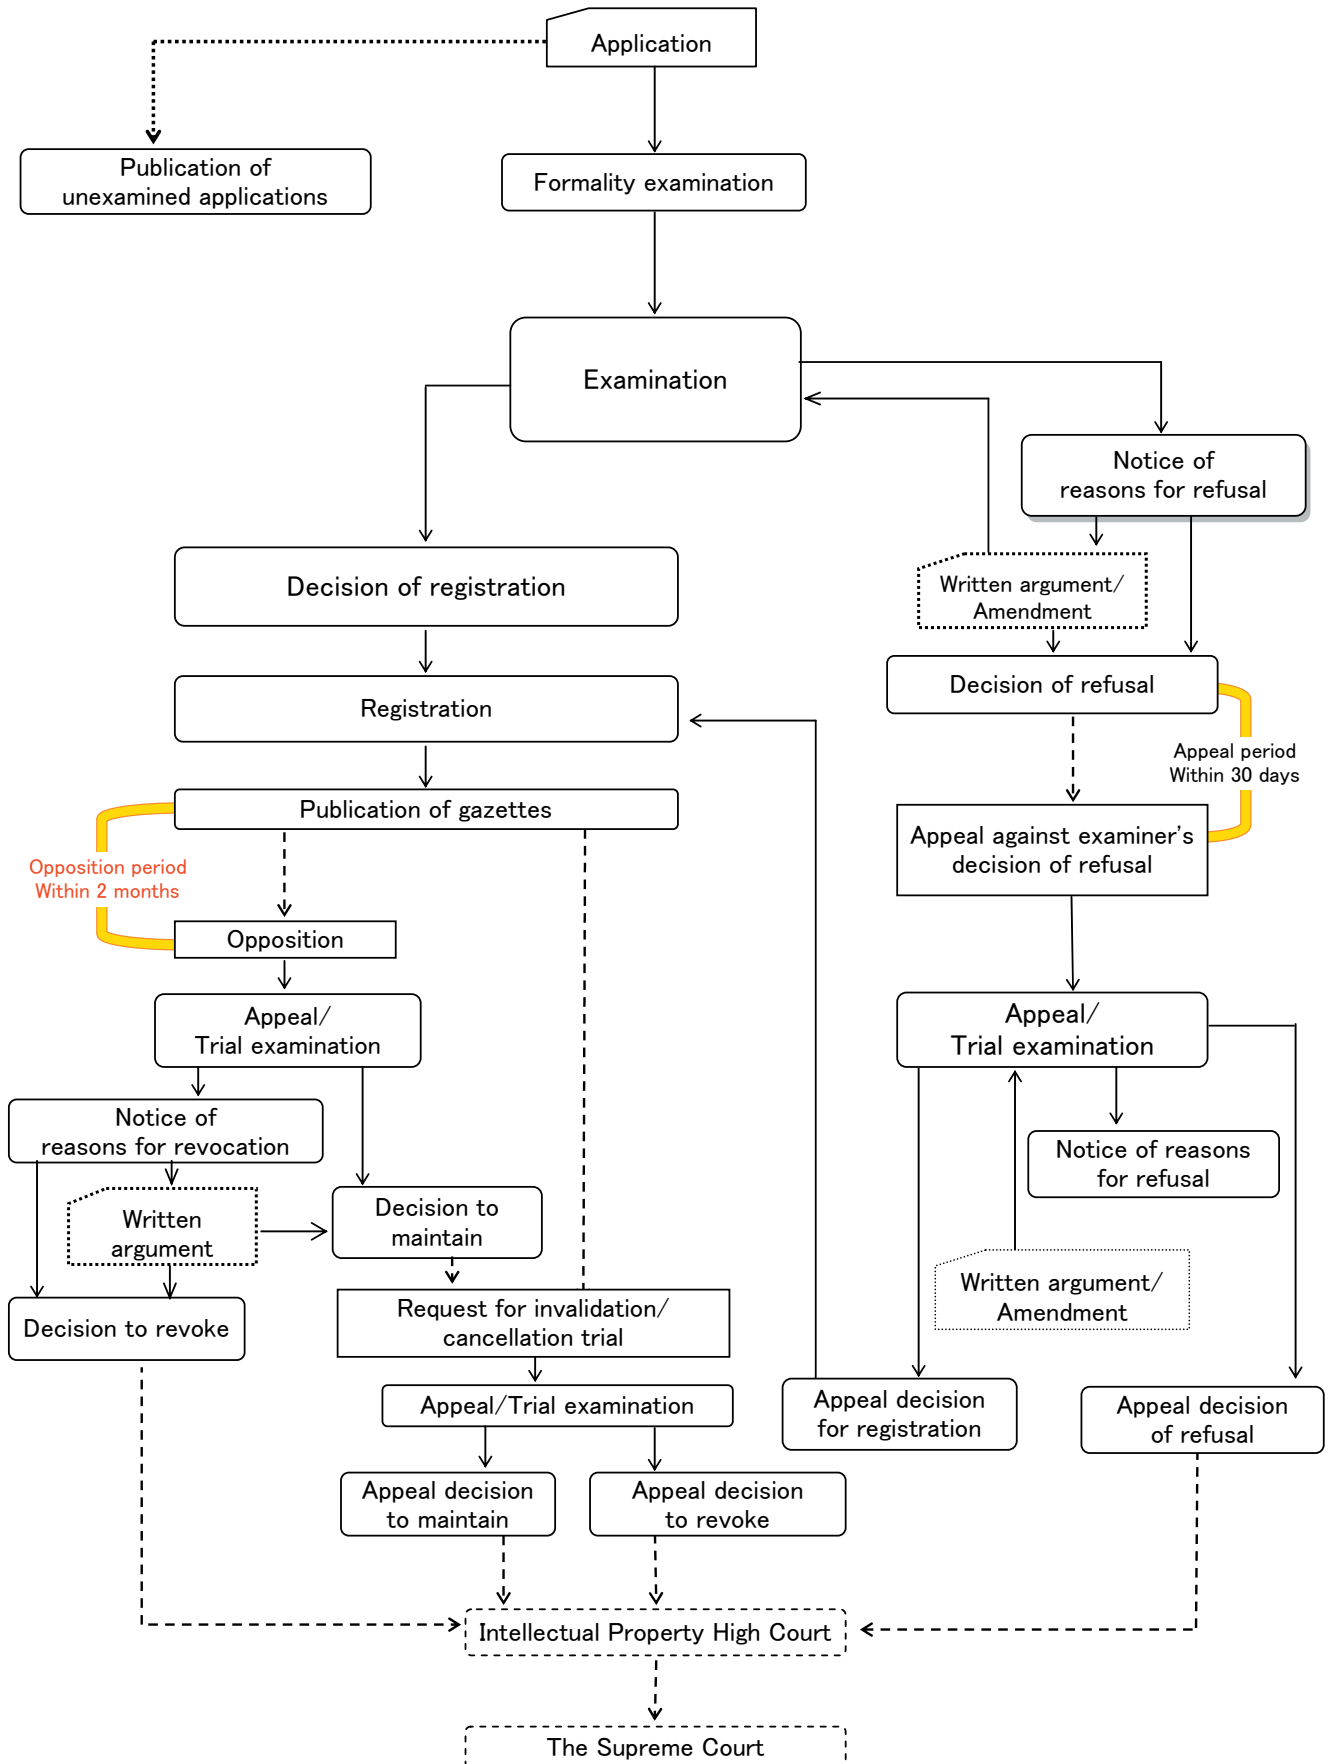 Application
Publication of
unexamined applications
Formality examination
Examination
Notice of
reasons for refusal
Decision of registration
Written argument/
Amendment
Decision of refusal
Registration
Appeal period
Within 30 days
Publication of gazettes
Appeal against examiner's
decision of refusal
Opposition period
Within 2 months
Opposition
Appeal/
Trial examination
Appeal/
Trial examination
Notice of
reasons for revocation
Notice of reasons
for refusal
Written
argument
Decision to
maintain
Written argument/
Amendment
Decision to revoke
Request for invalidation/
cancellation trial
Appeal/Trial examination
Appeal decision
for registration
Appeal decision
of refusal
Appeal decision
to maintain
Appeal decision
to revoke
Intellectual Property High Court
The Supreme Court